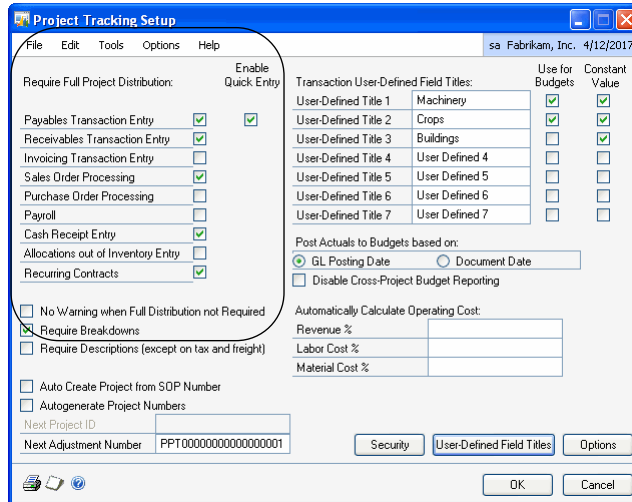 Project Tracking Setup
File Edit Tools Options Help
sa Fabrikam, Inc. 4/12/2017
Require Full Project Distribution:
Enable Quick Entry
Payables Transaction Entry
Receivables Transaction Entry
Invoicing Transaction Entry
Sales Order Processing
Purchase Order Processing
Payroll
Cash Receipt Entry
Allocations out of Inventory Entry
Recurring Contracts
No Warning when Full Distribution not Required
Require Breakdowns
Require Descriptions (except on tax and freight)
Auto Create Project from SOP Number
Autogenerate Project Numbers
Next Project ID
Next Adjustment Number PPT00000000000000001
Transaction User-Defined Field Titles:
Use for Budgets
Constant Value
User-Defined Title 1 Machinery
User-Defined Title 2 Crops
User-Defined Title 3 Buildings
User-Defined Title 4 User Defined 4
User-Defined Title 5 User Defined 5
User-Defined Title 6 User Defined 6
User-Defined Title 7 User Defined 7
Post Actuals to Budgets based on:
GL Posting Date Document Date
Disable Cross-Project Budget Reporting
Automatically Calculate Operating Cost:
Revenue %
Labor Cost %
Material Cost %
Security User-Defined Field Titles Options
OK Cancel